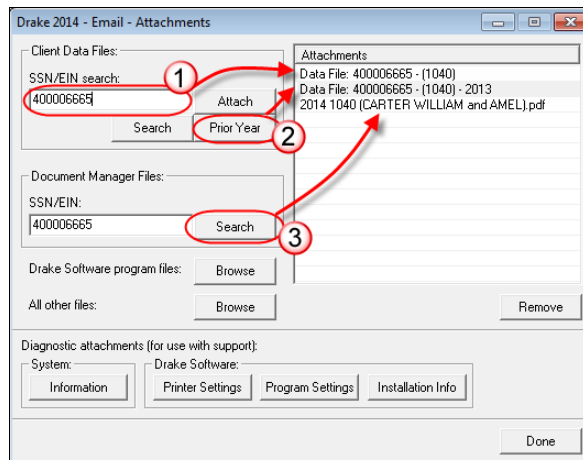 Drake 2014 - Email - Attachments
Client Data Files:
SSN/EIN search:
400006665
Attach
Search
Prior Year
1
2
Document Manager Files:
SSN/EIN:
400006665
Search
3
Drake Software program files:
Browse
All other files:
Browse
Attachments
Data File: 400006665 - (1040)
Data File: 400006665 - (1040) - 2013
2014 1040 (CARTER WILLIAM and AMEL).pdf
Remove
Diagnostic attachments (for use with support):
System:
Information
Drake Software:
Printer Settings
Program Settings
Installation Info
Done